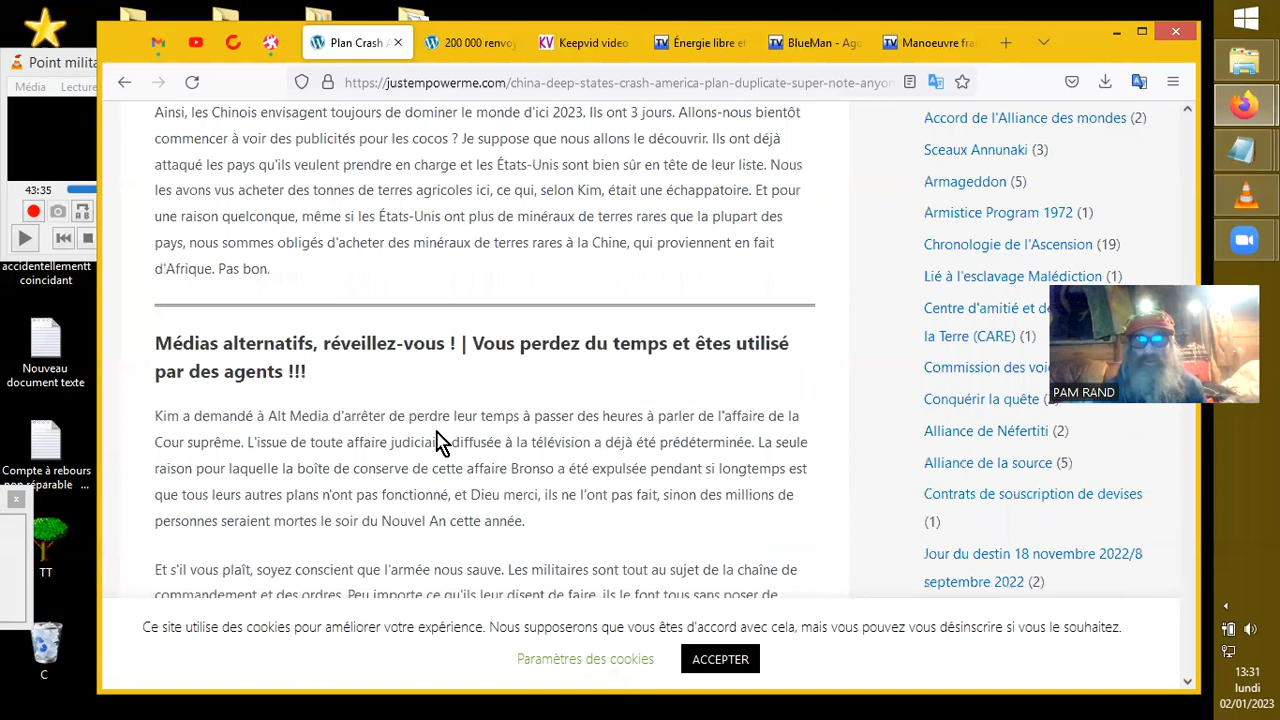 Point milita
Média Lecture
43:35
accidentellementt
coincidant
Nouveau
document texte
Compte à rebours
non réparable ...
x
TT
C
Plan Crash A
200 000 renvoy
KV Keepvid video
TV Énergie libre et
TV BlueMan - Ago
TV Manoeuvre fra
https://justempowerme.com/china-deep-states-crash-america-plan-duplicate-super-note-anyon
Ainsi, les Chinois envisagent toujours de dominer le monde d'ici 2023. Ils ont 3 jours. Allons-nous bientôt
commencer à voir des publicités pour les cocos ? Je suppose que nous allons le découvrir. Ils ont déjà
attaqué les pays qu'ils veulent prendre en charge et les États-Unis sont bien sûr en tête de leur liste. Nous
les avons vus acheter des tonnes de terres agricoles ici, ce qui, selon Kim, était une échappatoire. Et pour
une raison quelconque, même si les États-Unis ont plus de minéraux de terres rares que la plupart des
pays, nous sommes obligés d'acheter des minéraux de terres rares à la Chine, qui proviennent en fait
d'Afrique. Pas bon.
Médias alternatifs, réveillez-vous ! | Vous perdez du temps et êtes utilisé
par des agents !!!
Kim a demandé à Alt Media d'arrêter de perdre leur temps à passer des heures à parler de l'affaire de la
Cour suprême. L'issue de toute affaire judiciai diffusée à la télévision a déjà été prédéterminée. La seule
raison pour laquelle la boîte de conserve de cette affaire Bronso a été expulsée pendant si longtemps est
que tous leurs autres plans n'ont pas fonctionné, et Dieu merci, ils ne l'ont pas fait, sinon des millions de
personnes seraient mortes le soir du Nouvel An cette année.
Et s'il vous plaît, soyez conscient que l'armée nous sauve. Les militaires sont tout au sujet de la chaîne de
commandement et des ordres. Peu importe ce qu'ils leur disent de faire, ils le font tous sans poser de
Accord de l'Alliance des mondes (2)
Sceaux Annunaki (3)
Armageddon (5)
Armistice Program 1972 (1)
Chronologie de l'Ascension (19)
Lié à l'esclavage Malédiction (1)
Centre d'amitié et de
la Terre (CARE) (1)
Commission des voi
Conquérir la quête (
Alliance de Néfertiti (2)
Alliance de la source (5)
Contrats de souscription de devises
(1)
Jour du destin 18 novembre 2022/8
septembre 2022 (2)
PAM RAND
Ce site utilise des cookies pour améliorer votre expérience. Nous supposerons que vous êtes d'accord avec cela, mais vous pouvez vous désinscrire si vous le souhaitez.
Paramètres des cookies
ACCEPTER
13:31
lundi
02/01/2023